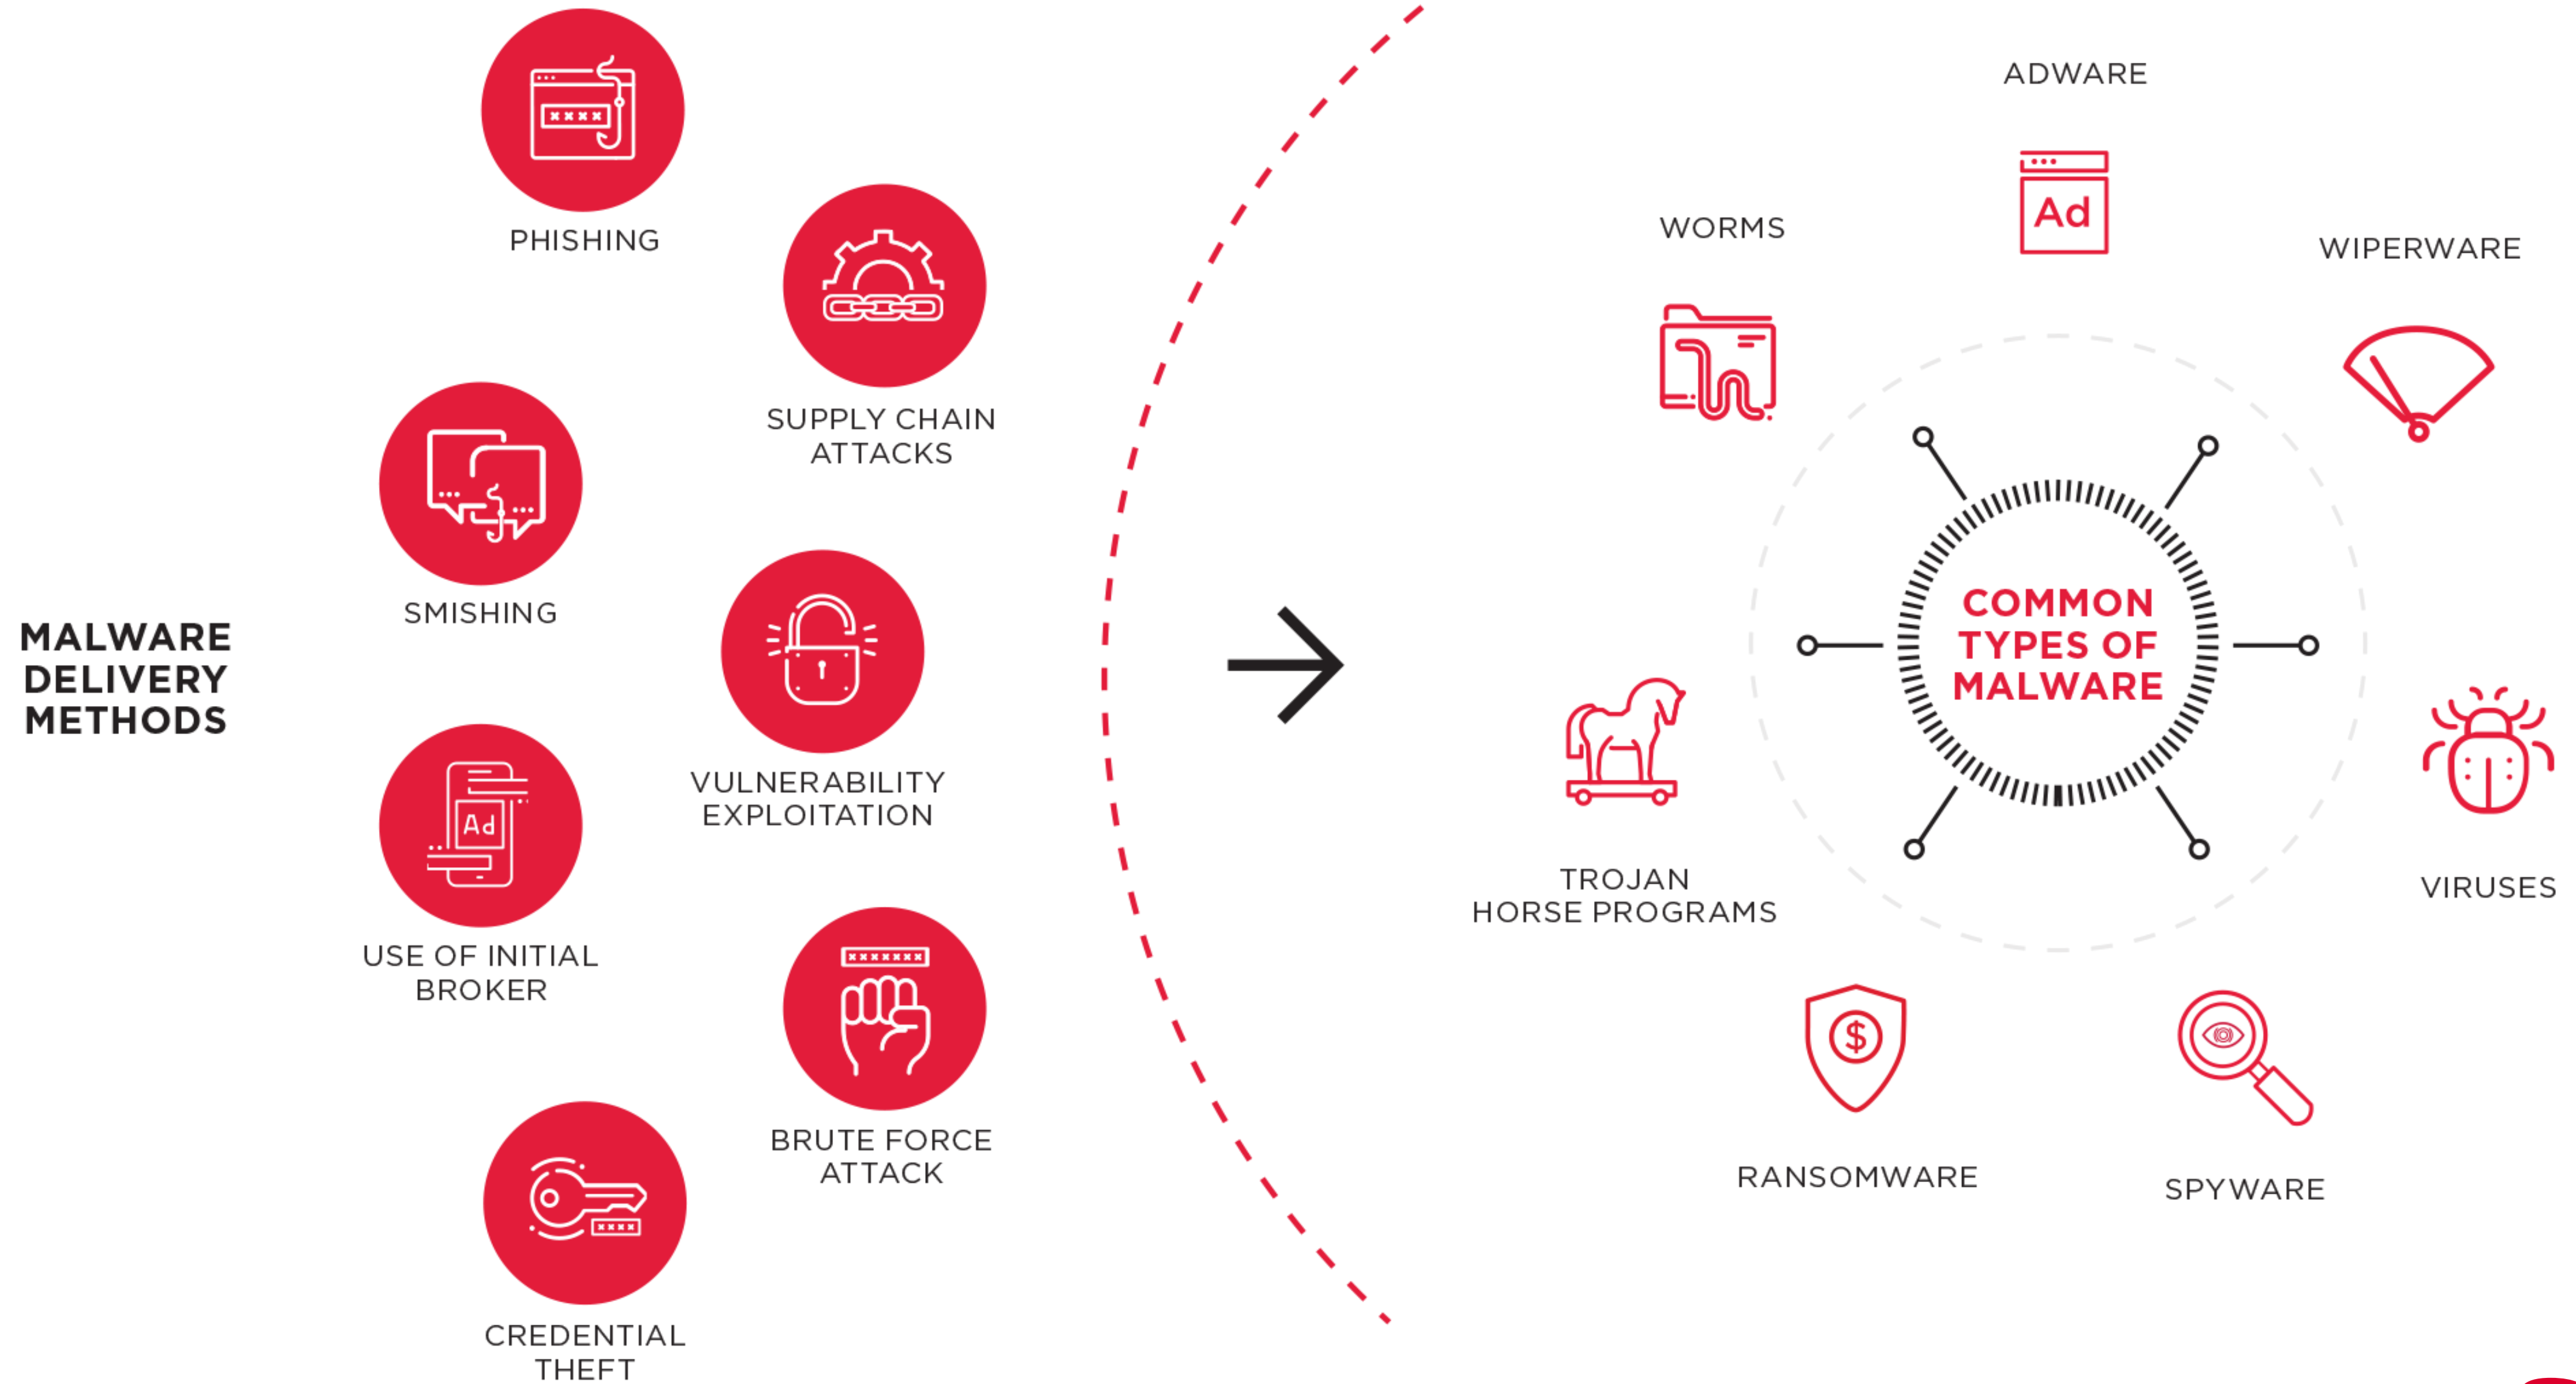 MALWARE
DELIVERY
METHODS
PHISHING
SUPPLY CHAIN
ATTACKS
SMISHING
VULNERABILITY
EXPLOITATION
Ad
USE OF INITIAL
BROKER
BRUTE FORCE
ATTACK
CREDENTIAL
THEFT
COMMON
TYPES OF
MALWARE
ADWARE
Ad
WORMS
WIPERWARE
TROJAN
HORSE PROGRAMS
VIRUSES
$
RANSOMWARE
SPYWARE